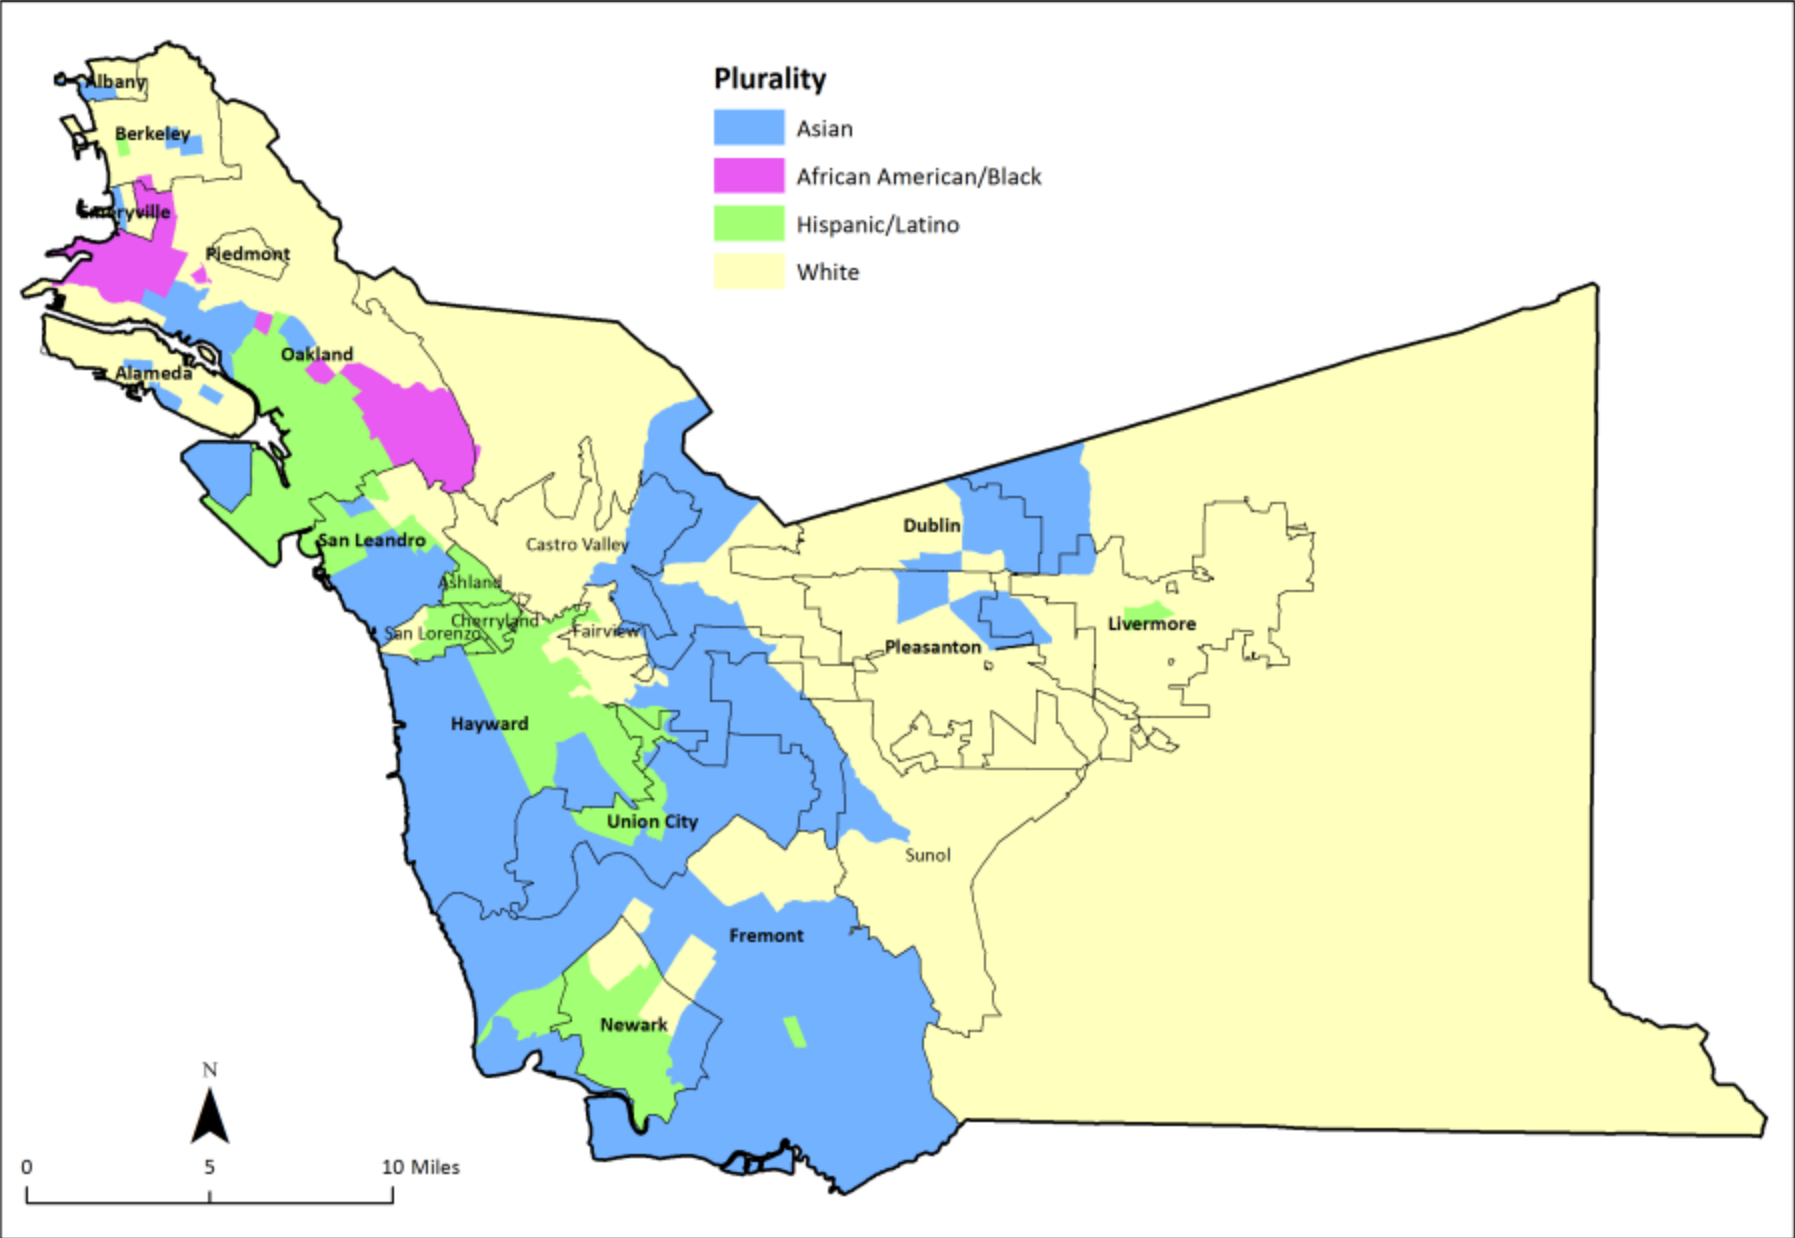 Plurality
Asian
African American/Black
Hispanic/Latino
White
Albany
Berkeley
Emeryville
Piedmont
Oakland
Alameda
San Leandro
Castro Valley
Dublin
Ashland
Cherryland
San Lorenzo
Fairview
Livermore
Pleasanton
Hayward
Union City
Sunol
Fremont
Newark
N
0 5 10 Miles